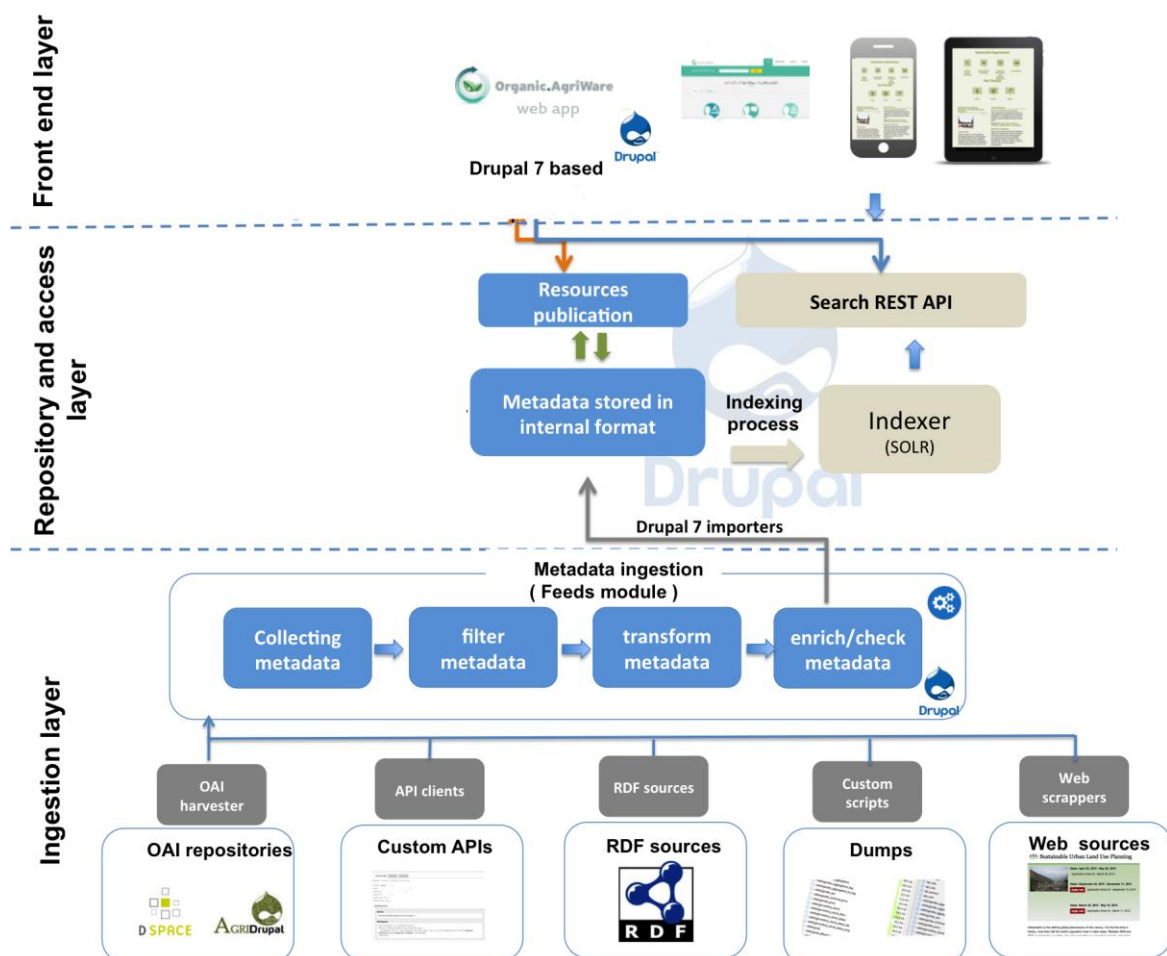 Front end layer
Organic.AgriWare
web app
Drupal
Drupal 7 based
Repository and access
layer
Resources
publication
Search REST API
Metadata stored in
internal format
Indexing
process
Indexer
(SOLR)
Drupal
Drupal 7 importers
Ingestion layer
Metadata ingestion
( Feeds module )
Collecting
metadata
filter
metadata
transform
metadata
enrich/check
metadata
Drupal
OAI
harvester
API clients
RDF sources
Custom
scripts
Web
scrappers
OAI repositories
Custom APIs
RDF sources
Dumps
Web sources
Sustainable Urban Land Use Planning
DSPACE
AGRIDrupal
RDF